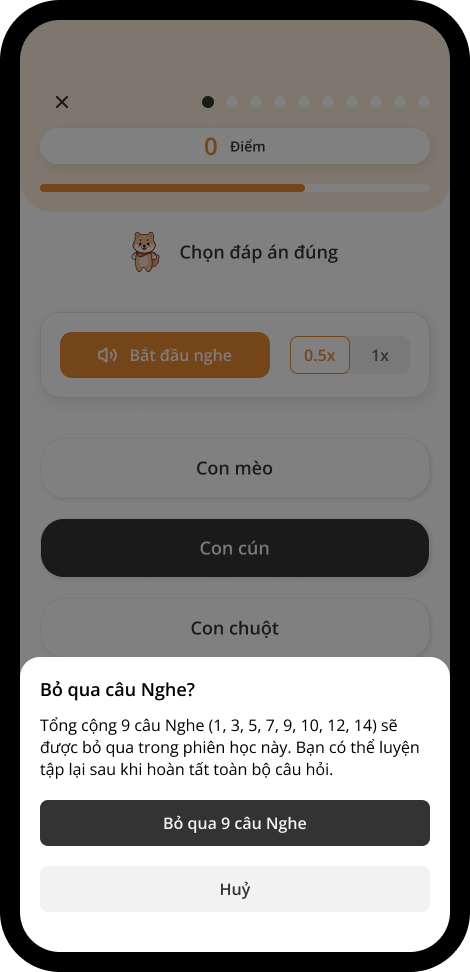 0 Điểm
Chọn đáp án đúng
Bắt đầu nghe 0.5x 1x
Con mèo
Con cún
Con chuột
Bỏ qua câu Nghe?
Tổng cộng 9 câu Nghe (1, 3, 5, 7, 9, 10, 12, 14) sẽ
được bỏ qua trong phiên học này. Bạn có thể luyện
tập lại sau khi hoàn tất toàn bộ câu hỏi.
Bỏ qua 9 câu Nghe
Huỷ